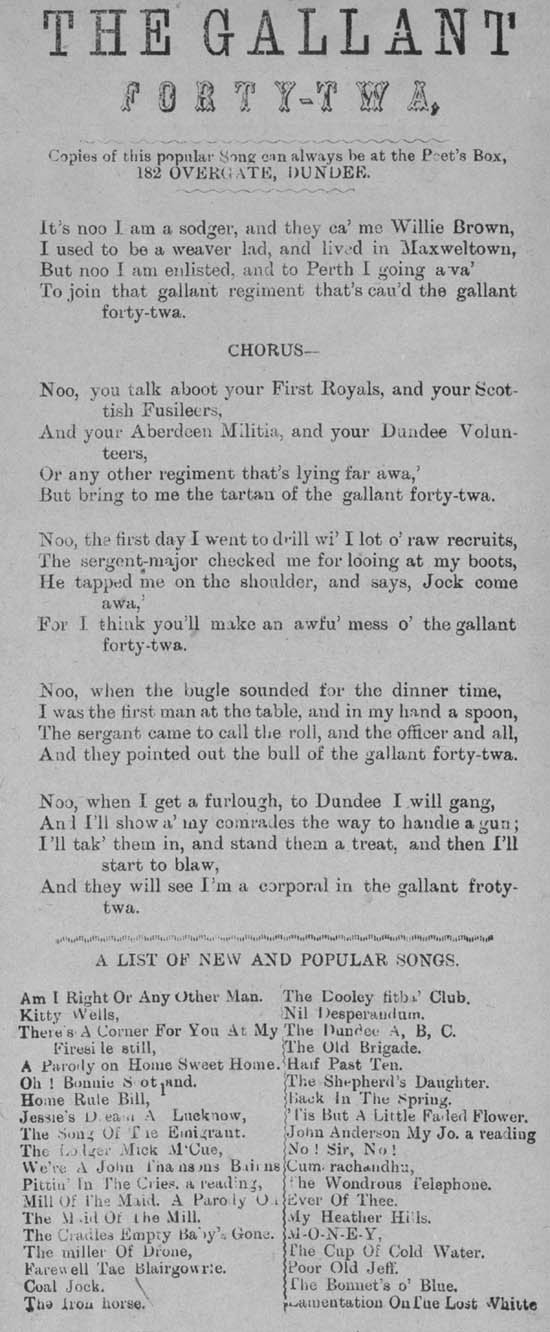 THE GALLANT
FORTY-TWA,
Copies of this popular Song can always be at the Poet's Box,
182 OVERGATE, DUNDEE.
It's noo I am a sodger, and they ca' me Willie Brown,
I used to be a weaver lad, and lived in Maxweltown,
But noo I am enlisted, and to Perth I going awa'
To join that gallant regiment that's cau'd the gallant
forty-twa.
CHORUS—
Noo, you talk aboot your First Royals, and your Scot-
tish Fusileers,
And your Aberdeen Militia, and your Dundee Volun-
teers,
Or any other regiment that's lying far awa,'
But bring to me the tartan of the gallant forty-twa.
Noo, the first day I went to drill wi' I lot o' raw recruits,
The sergent-major checked me for looing at my boots,
He tapped me on the shoulder, and says, Jock come
awa,'
For I think you'll make an awfu' mess o' the gallant
forty-twa.
Noo, when the bugle sounded for the dinner time,
I was the first man at the table, and in my hand a spoon,
The sergant came to call the roll, and the officer and all,
And they pointed out the bull of the gallant forty-twa.
Noo, when I get a furlough, to Dundee I will gang,
And I'll show a' my comrades the way to handle a gun;
I'll tak' them in, and stand them a treat, and then I'll
start to blaw,
And they will see I'm a corporal in the gallant froty-
twa.
A LIST OF NEW AND POPULAR SONGS.
Am I Right Or Any Other Man.
Kitty Wells,
There's A Corner For You At My
Firesile still,
A Parody on Home Sweet Home.
Oh ! Bonnie Scotland.
Home Rule Bill,
Jessie's Dream A Lucknow,
The Song Of The Emigrant.
The Lodger Mick M'Cue,
We're A John Bairns
Pittin' In The Cries. a reading,
Mill Of The Maid. A Parody On
The Maid Of The Mill.
The Cradles Empty Baby's Gone.
The miller Of Drone,
Farewell Tae Blairgowrie.
Coal Jock.
The Iron horse.
The Dooley fitba' Club.
Nil Desperandum.
The Dundee A, B, C.
The Old Brigade.
Half Past Ten.
The Shepherd's Daughter.
Back In The Spring.
'Tis But A Little Faded Flower.
John Anderson My Jo. a reading
No ! Sir, No !
Cum rachandhu,
The Wondrous Telephone.
Ever Of Thee.
My Heather Hills.
M-O-N-E-Y,
The Cup Of Cold Water.
Poor Old Jeff.
The Bonnet's o' Blue.
Lamentation On The Lost Whitte